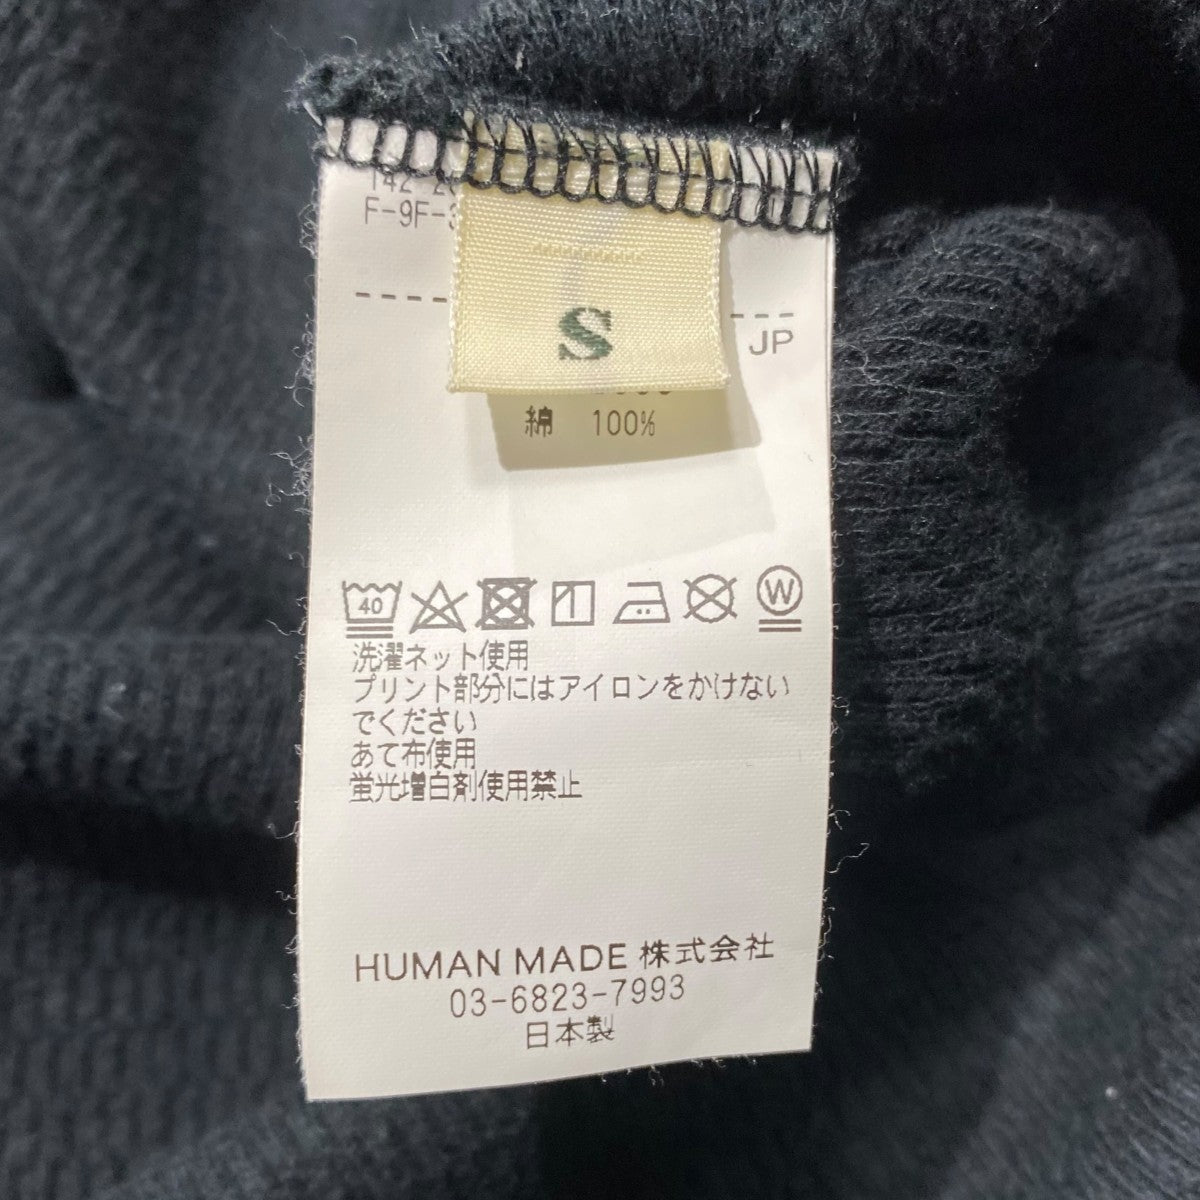 F-9F-
S
JP
綿 100%
40
W
洗濯ネット使用
プリント部分にはアイロンをかけない
でください
あて布使用
蛍光増白剤使用禁止
HUMAN MADE 株式会社
03-6823-7993
日本製